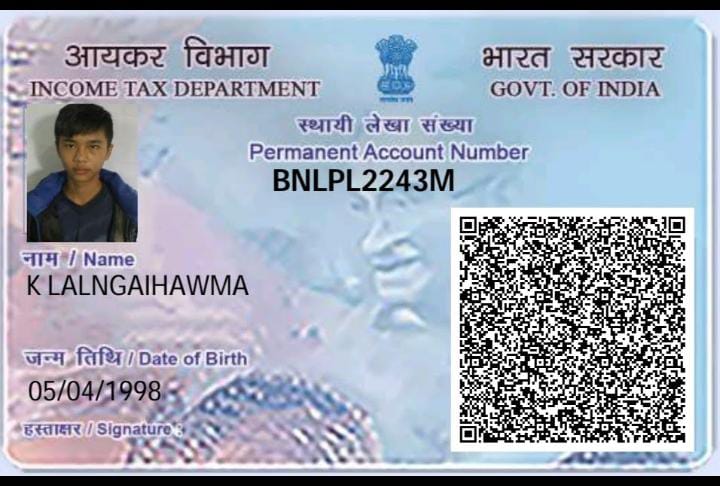 आयकर विभाग
INCOME TAX DEPARTMENT
भारत सरकार
GOVT. OF INDIA
स्थायी लेखा संख्या
Permanent Account Number
BNLPL2243M
नाम / Name
K LALNGAIHAWMA
जन्म तिथि / Date of Birth
05/04/1998
हस्ताक्षर / Signature :